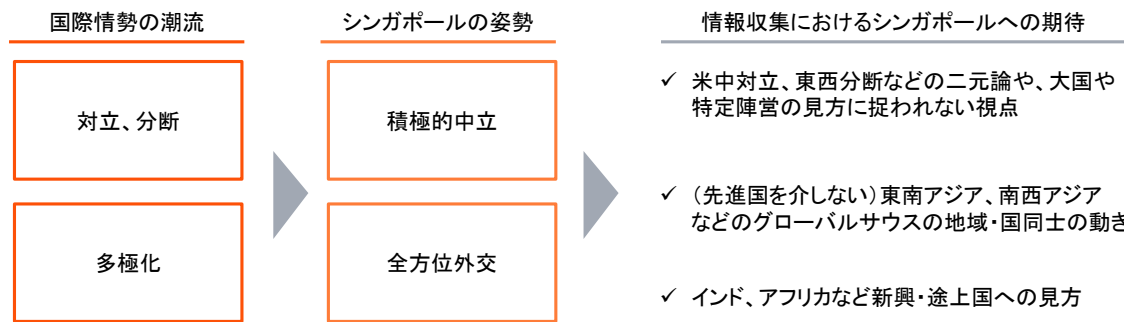 国際情勢の潮流
シンガポールの姿勢
情報収集におけるシンガポールへの期待
対立、分断
積極的中立
✓ 米中対立、東西分断などの二元論や、大国や
特定陣営の見方に捉われない視点
多極化
全方位外交
✓ （先進国を介しない）東南アジア、南西アジア
などのグローバルサウスの地域・国同士の動き
✓ インド、アフリカなど新興・途上国への見方